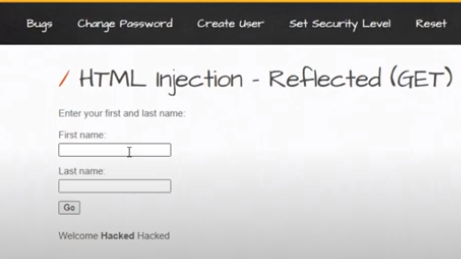 Bugs Change Password Create User Set Security Level Reset
/ HTML Injection - Reflected (GET)
Enter your first and last name:
First name:
Last name:
Go
Welcome Hacked Hacked